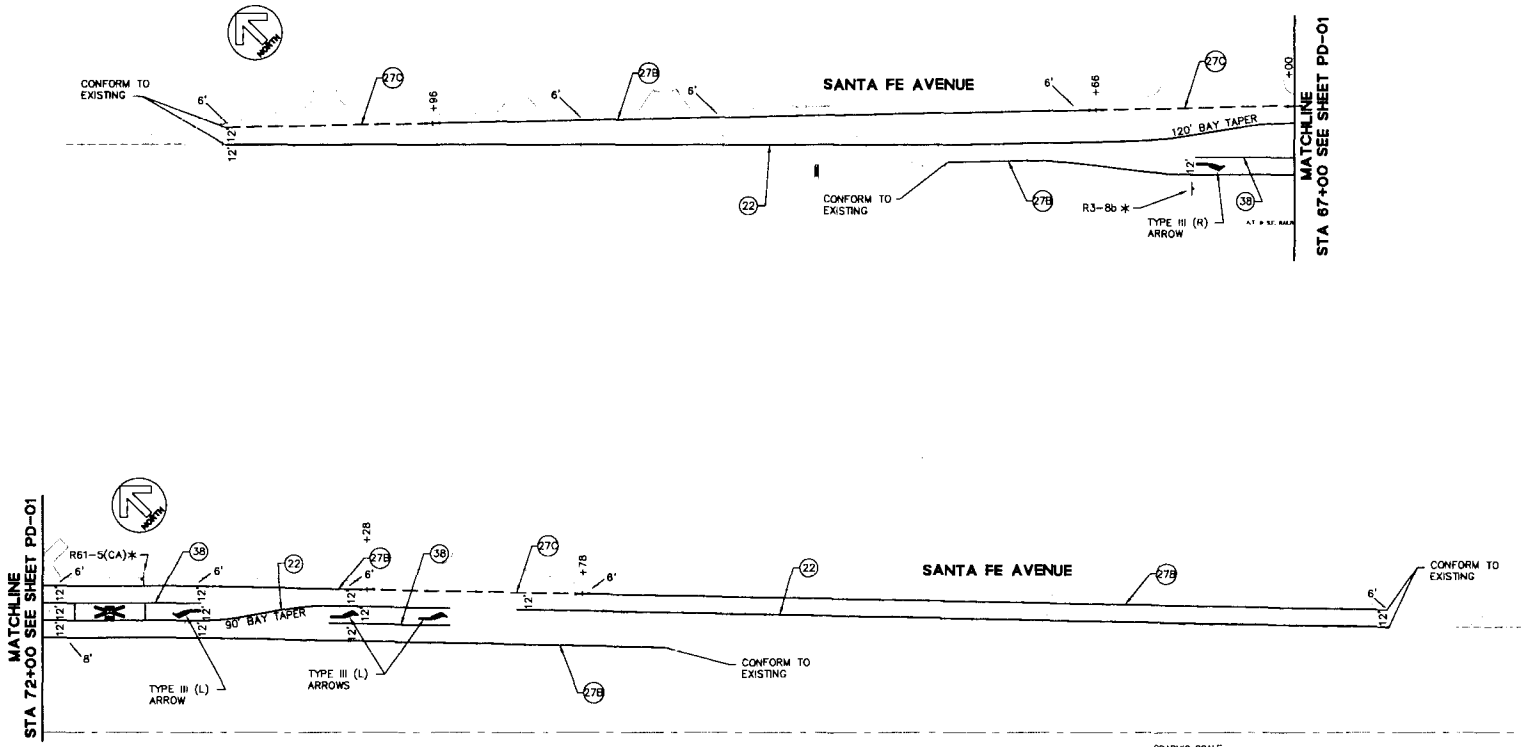 NORTH
CONFORM TO
EXISTING
6'
27C
+96
27B
6'
6'
SANTA FE AVENUE
6'
+66
27C
+00
12'
12'
120' BAY TAPER
22
CONFORM TO
EXISTING
27B
12'
R3-8b *
TYPE III (R)
ARROW
38
MATCHLINE
STA 67+00 SEE SHEET PD-01
MATCHLINE
STA 72+00 SEE SHEET PD-01
NORTH
R61-5(CA)*
38
22
+28
27B
38
27C
+78
6'
6'
6'
6'
SANTA FE AVENUE
22
27B
6'
CONFORM TO
EXISTING
12'
12'
12'
12'
12'
12'
12'
12'
12'
12'
12'
90' BAY TAPER
8'
TYPE III (L)
ARROW
TYPE III (L)
ARROWS
27B
CONFORM TO
EXISTING